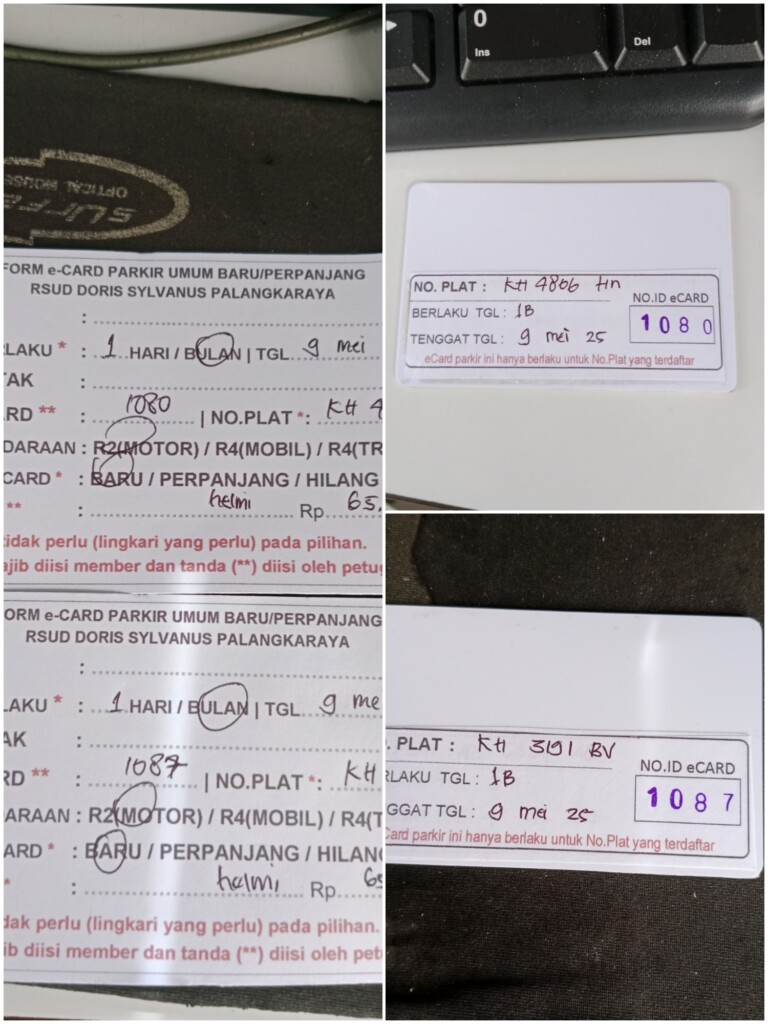 SURFA
OPTICAL MOUSE
FORM e-CARD PARKIR UMUM BARU/PERPANJANG
RSUD DORIS SYLVANUS PALANGKARAYA
:
LAKU * : 1 HARI / BULAN | TGL 9 mei
TAK :
RD ** : 1080 | NO.PLAT *: KH 4
DARAAN : R2(MOTOR) / R4(MOBIL) / R4(TR
CARD * : BARU / PERPANJANG / HILANG
** : helmi Rp 65.
tidak perlu (lingkari yang perlu) pada pilihan.
ajib diisi member dan tanda (**) diisi oleh petug
ORM e-CARD PARKIR UMUM BARU/PERPANJANG
RSUD DORIS SYLVANUS PALANGKARAYA
:
AKU * : 1 HARI / BULAN | TGL 9 me
AK :
RD ** : 1087 | NO.PLAT *: KH
ARAAN : R2(MOTOR) / R4(MOBIL) / R4(T
ARD * : BARU / PERPANJANG / HILANG
* : helmi Rp 65
dak perlu (lingkari yang perlu) pada pilihan.
ib diisi member dan tanda (**) diisi oleh pet
0
Ins
Del
NO. PLAT : KH 4806 HN
BERLAKU TGL : 1B
TENGGAT TGL : 9 mei 25
NO.ID eCARD
1080
eCard parkir ini hanya berlaku untuk No.Plat yang terdaftar
. PLAT : KH 3191 BV
RLAKU TGL : 1B
GGAT TGL : 9 mei 25
NO.ID eCARD
1087
Card parkir ini hanya berlaku untuk No.Plat yang terdaftar